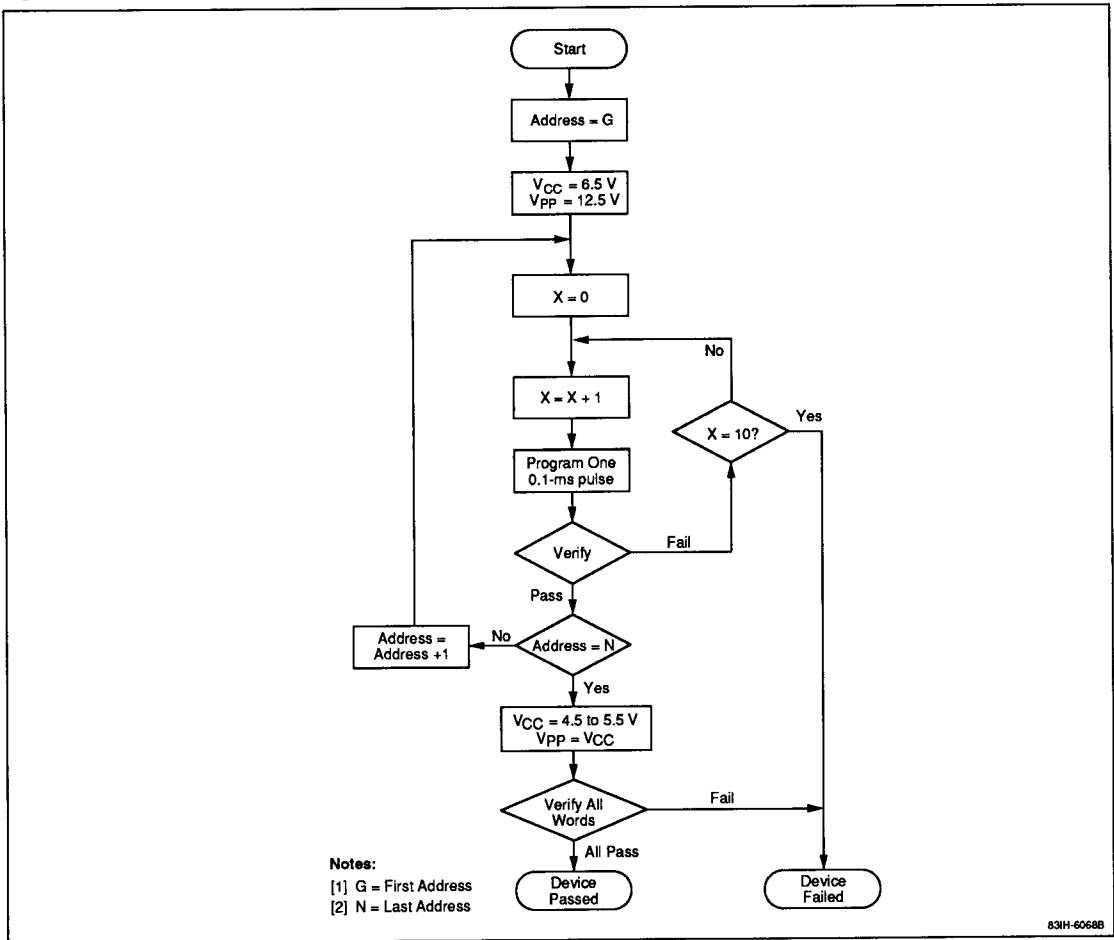 Start
Address = G
VCC = 6.5 V
VPP = 12.5 V
X = 0
No
X = X + 1
Yes
X = 10?
Program One
0.1-ms pulse
Verify
Fail
Pass
Address =
Address +1
No
Address = N
Yes
VCC = 4.5 to 5.5 V
VPP = VCC
Verify All
Words
Fail
All Pass
Device
Passed
Device
Failed
Notes:
[1] G = First Address
[2] N = Last Address
83IH-6068B